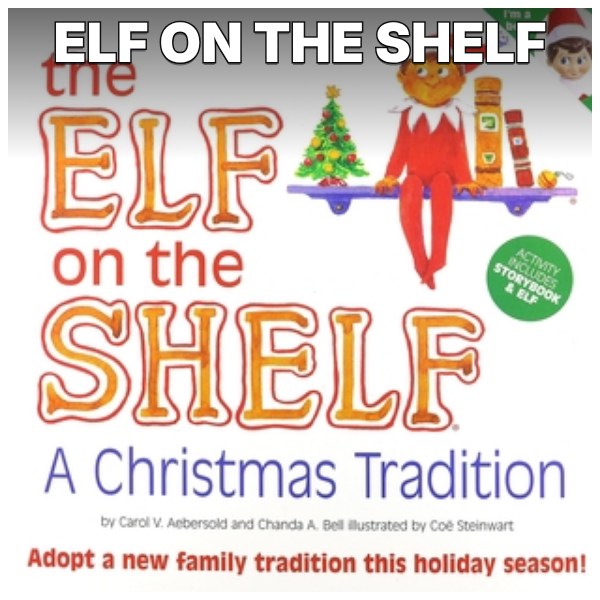 ELF ON THE SHELF
I'm a
the
ELF
on the
SHELF
®
ACTIVITY
INCLUDES
STORYBOOK
& ELF
A Christmas Tradition
by Carol V. Aebersold and Chanda A. Bell illustrated by Coë Steinwart
Adopt a new family tradition this holiday season!